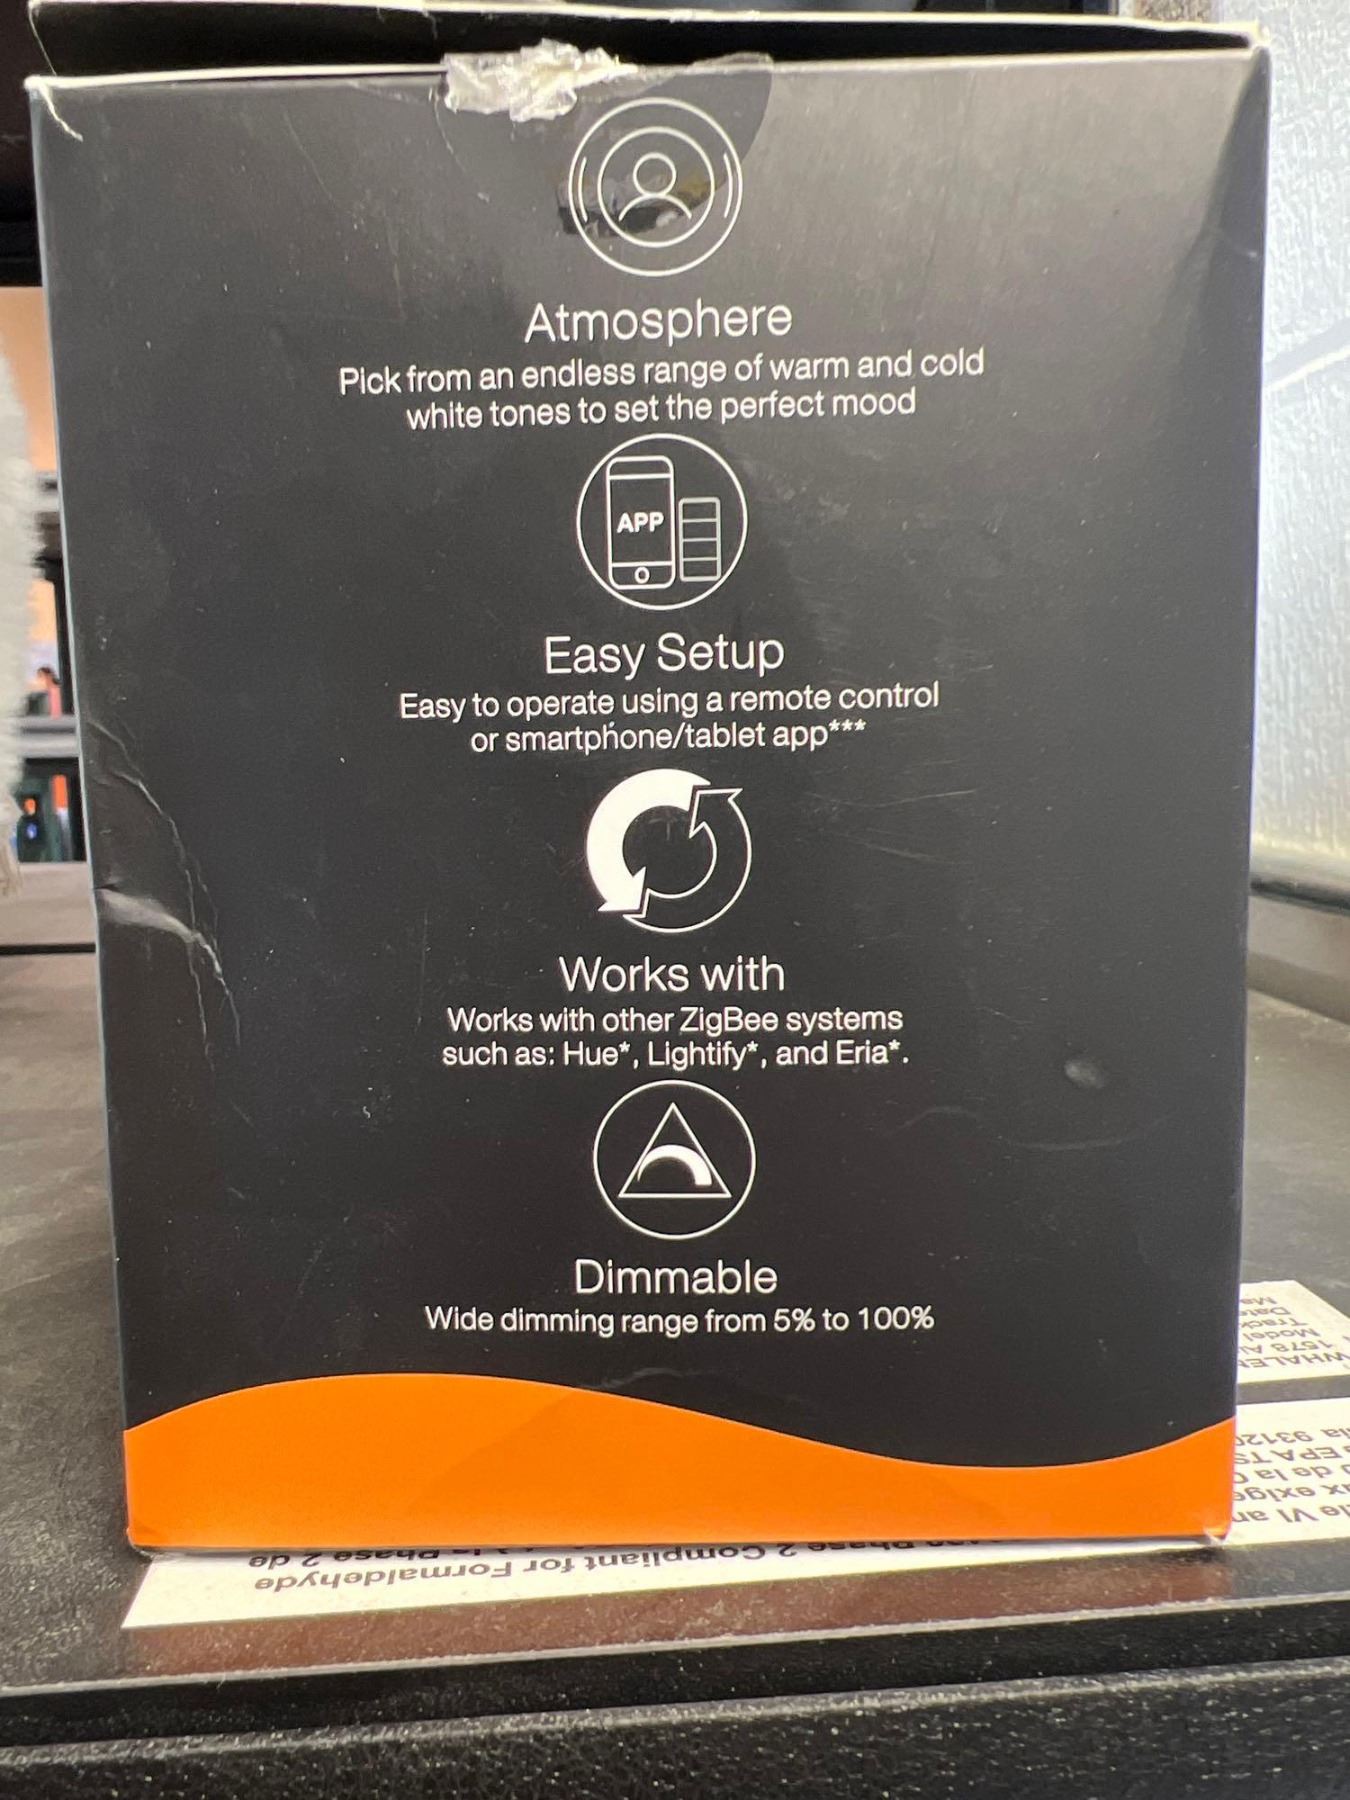 Atmosphere
Pick from an endless range of warm and cold
white tones to set the perfect mood
APP
Easy Setup
Easy to operate using a remote control
or smartphone/tablet app***
Works with
Works with other ZigBee systems
such as: Hue*, Lightify*, and Eria*.
Dimmable
Wide dimming range from 5% to 100%
Phase 2 Compliant for Formaldehyde